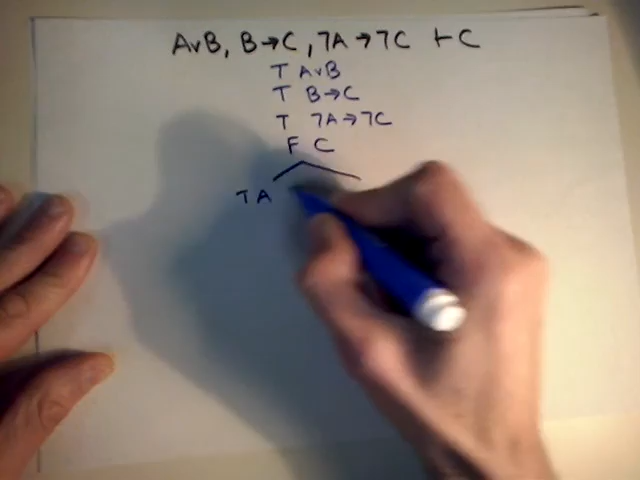 A∨B, B→C, ¬A→¬C ⊢ C
T A∨B
T B→C
T ¬A→¬C
F C
T A